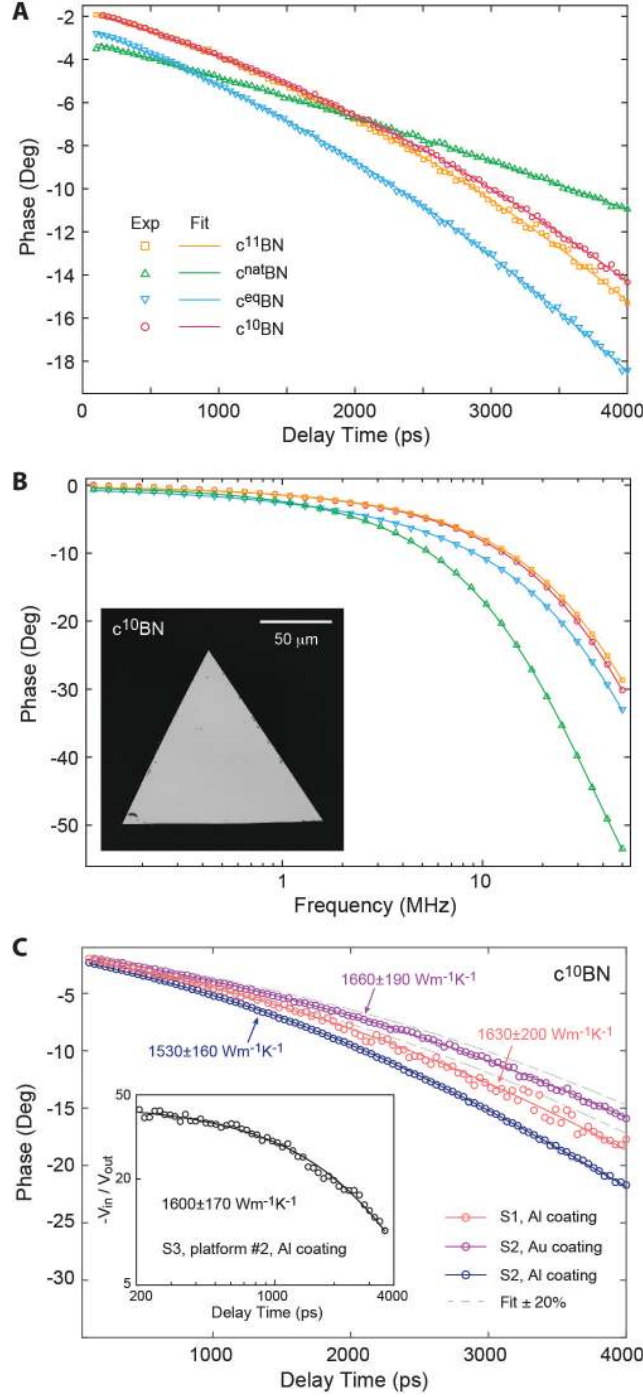 A
-2
-4
-6
-8
-10
-12
-14
-16
-18
Phase (Deg)
Exp Fit
c¹¹BN
cⁿᵃᵗBN
cᵉqBN
c¹⁰BN
0 1000 2000 3000 4000
Delay Time (ps)
B
0
-10
-20
-30
-40
-50
Phase (Deg)
c¹⁰BN
50 μm
1 10
Frequency (MHz)
C
c¹⁰BN
-5
-10
-15
-20
-25
-30
Phase (Deg)
1660±190 Wm⁻¹K⁻¹
1630±200 Wm⁻¹K⁻¹
1530±160 Wm⁻¹K⁻¹
50
20
5
-Vᵢₙ / Vₒᵤₜ
1600±170 Wm⁻¹K⁻¹
S3, platform #2, Al coating
200 1000 4000
Delay Time (ps)
S1, Al coating
S2, Au coating
S2, Al coating
Fit ± 20%
1000 2000 3000 4000
Delay Time (ps)